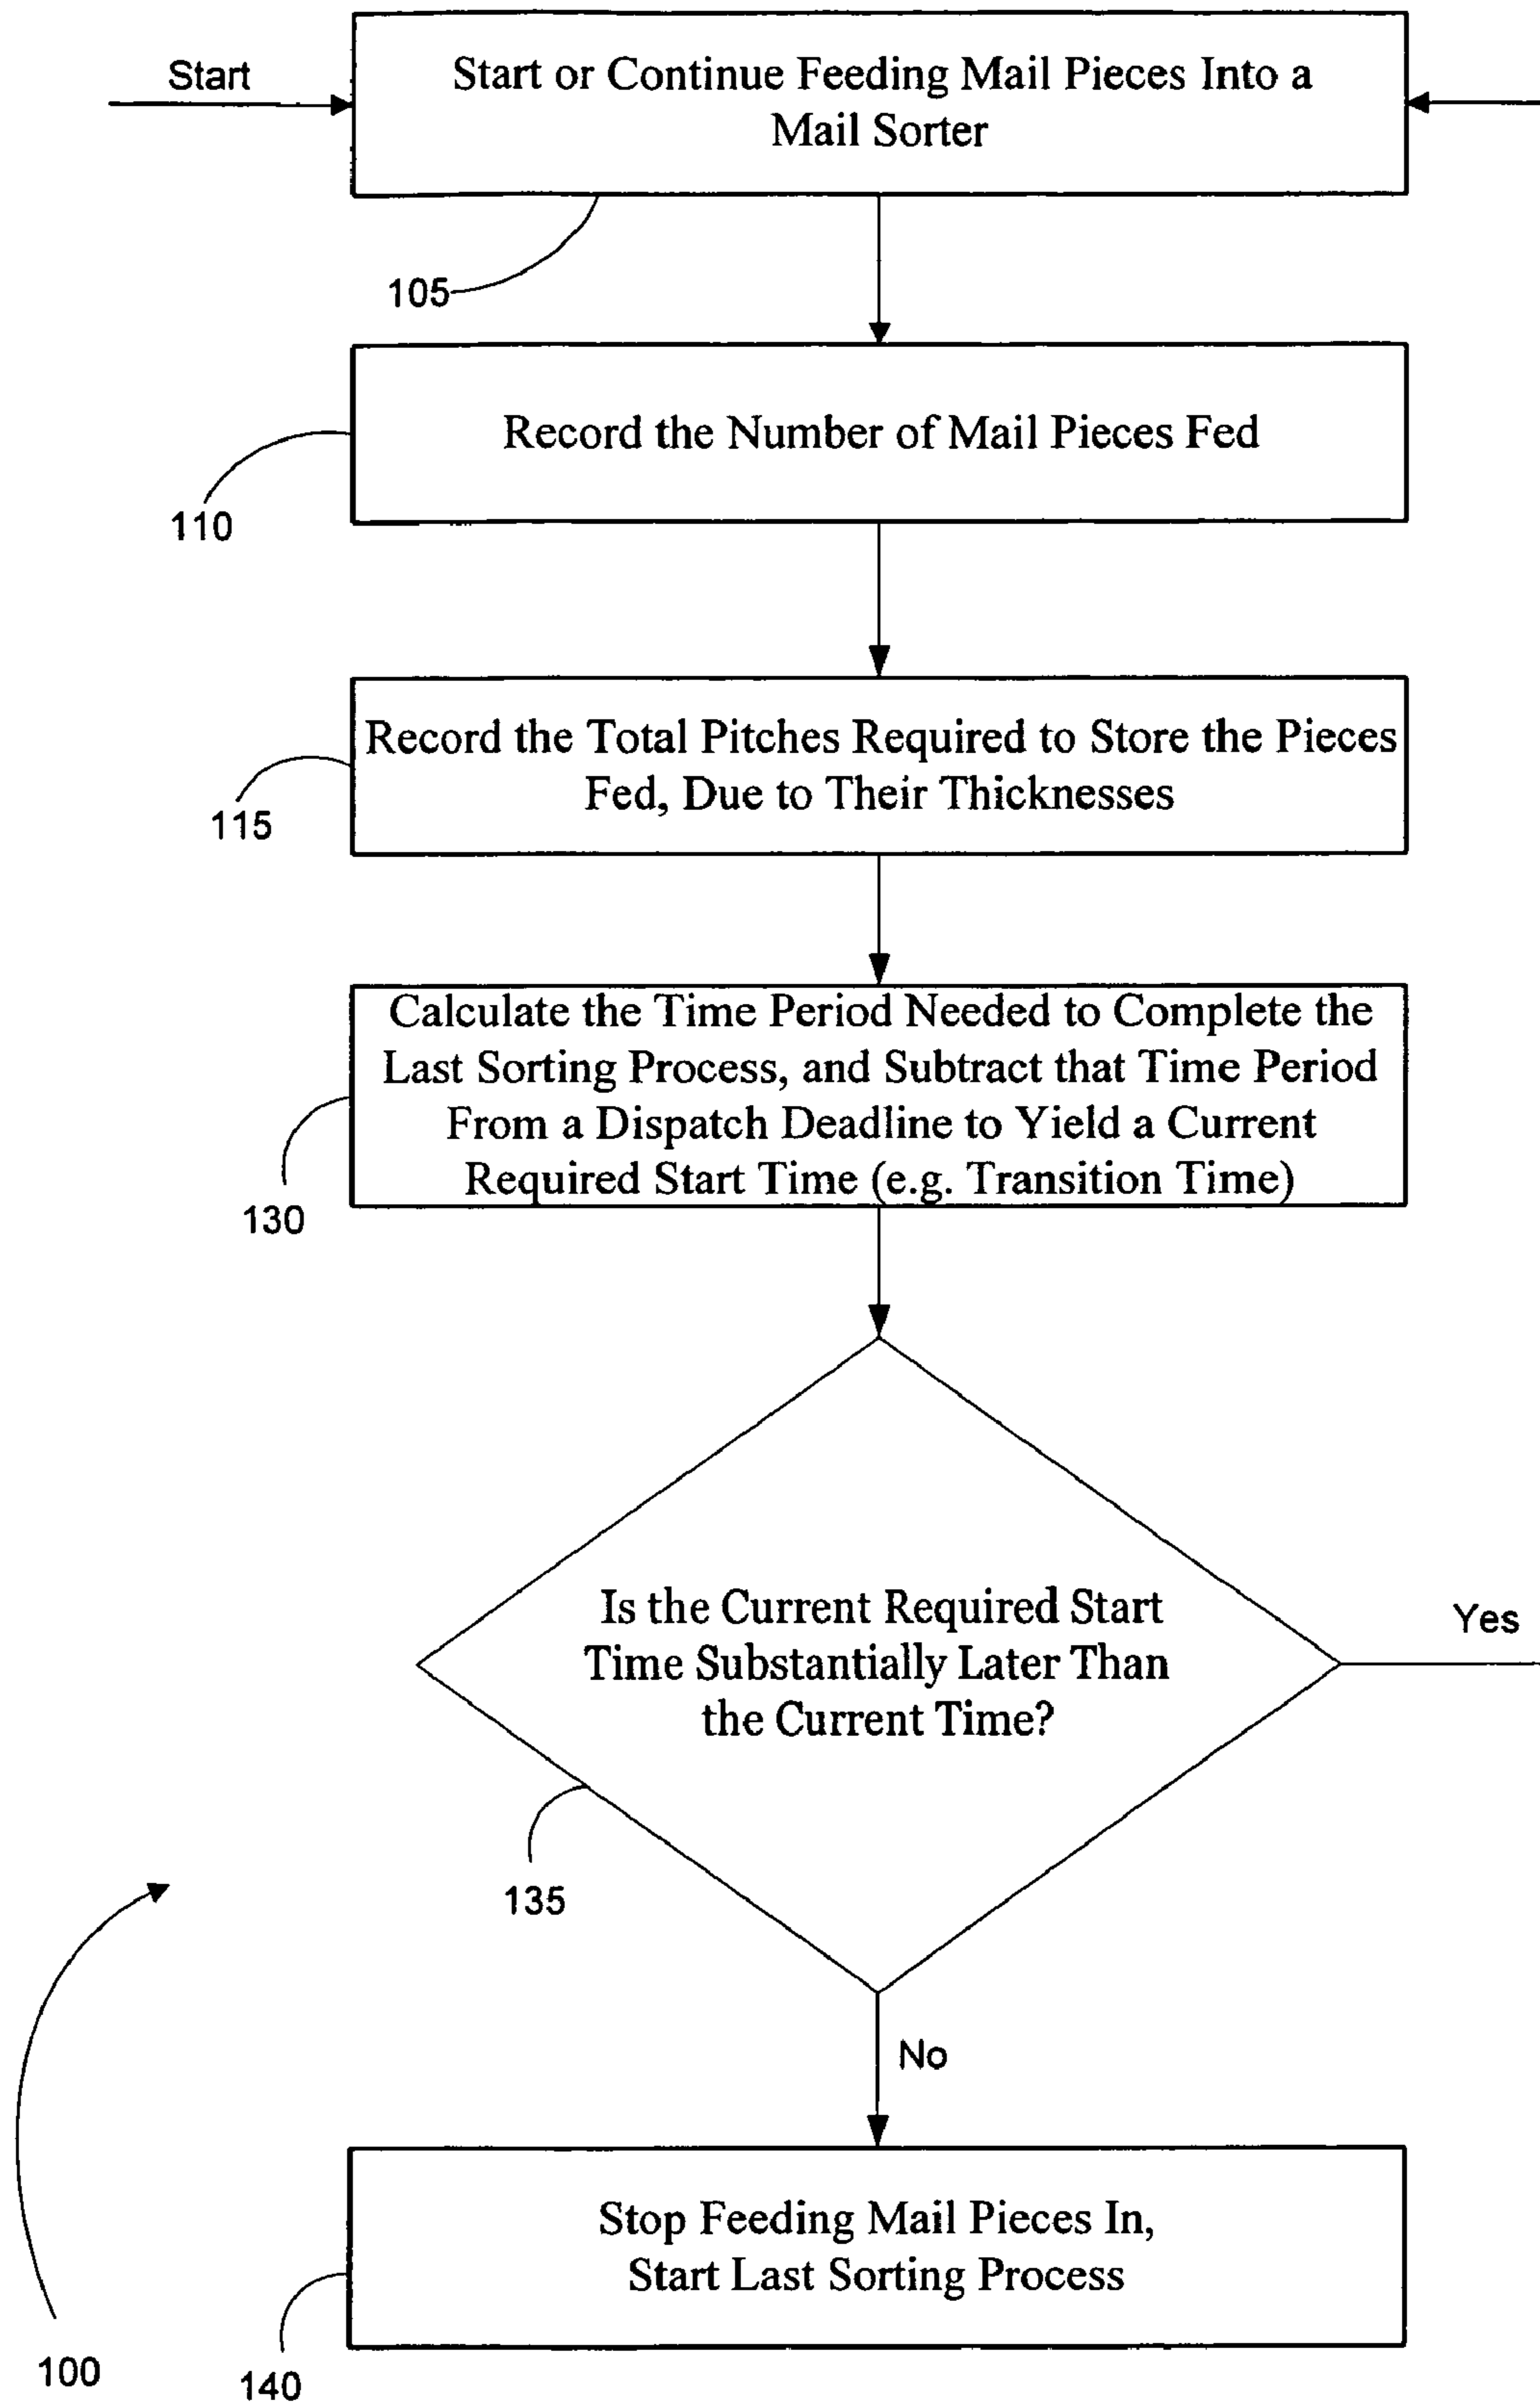 Start
Start or Continue Feeding Mail Pieces Into a
Mail Sorter
105
Record the Number of Mail Pieces Fed
110
Record the Total Pitches Required to Store the Pieces
Fed, Due to Their Thicknesses
115
Calculate the Time Period Needed to Complete the
Last Sorting Process, and Subtract that Time Period
From a Dispatch Deadline to Yield a Current
Required Start Time (e.g. Transition Time)
130
Is the Current Required Start
Time Substantially Later Than
the Current Time?
Yes
135
No
Stop Feeding Mail Pieces In,
Start Last Sorting Process
100
140